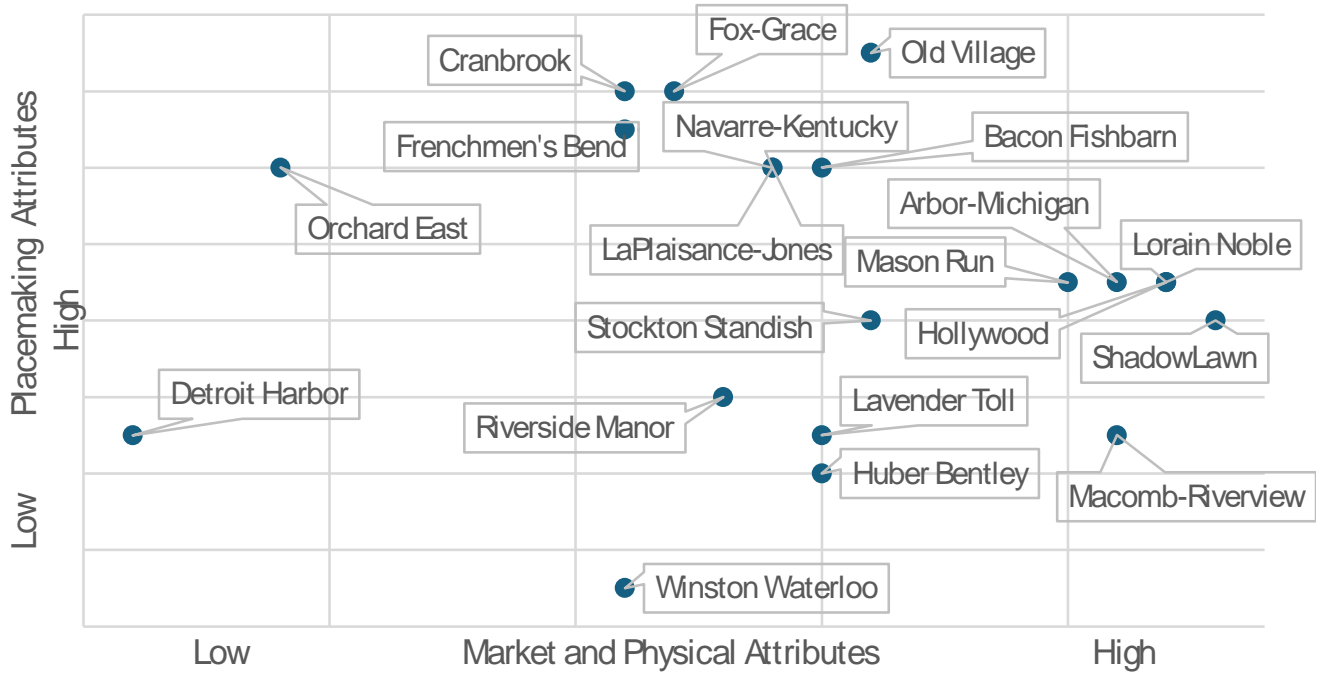 Fox-Grace
Old Village
Cranbrook
Navarre-Kentucky
Bacon Fishbarn
Frenchmen's Bend
Arbor-Michigan
Orchard East
LaPlaisance-Jones
Mason Run
Lorain Noble
Stockton Standish
Hollywood
ShadowLawn
Detroit Harbor
Lavender Toll
Riverside Manor
Huber Bentley
Macomb-Riverview
Winston Waterloo
Placemaking Attributes
High
Low
Low
Market and Physical Attributes
High